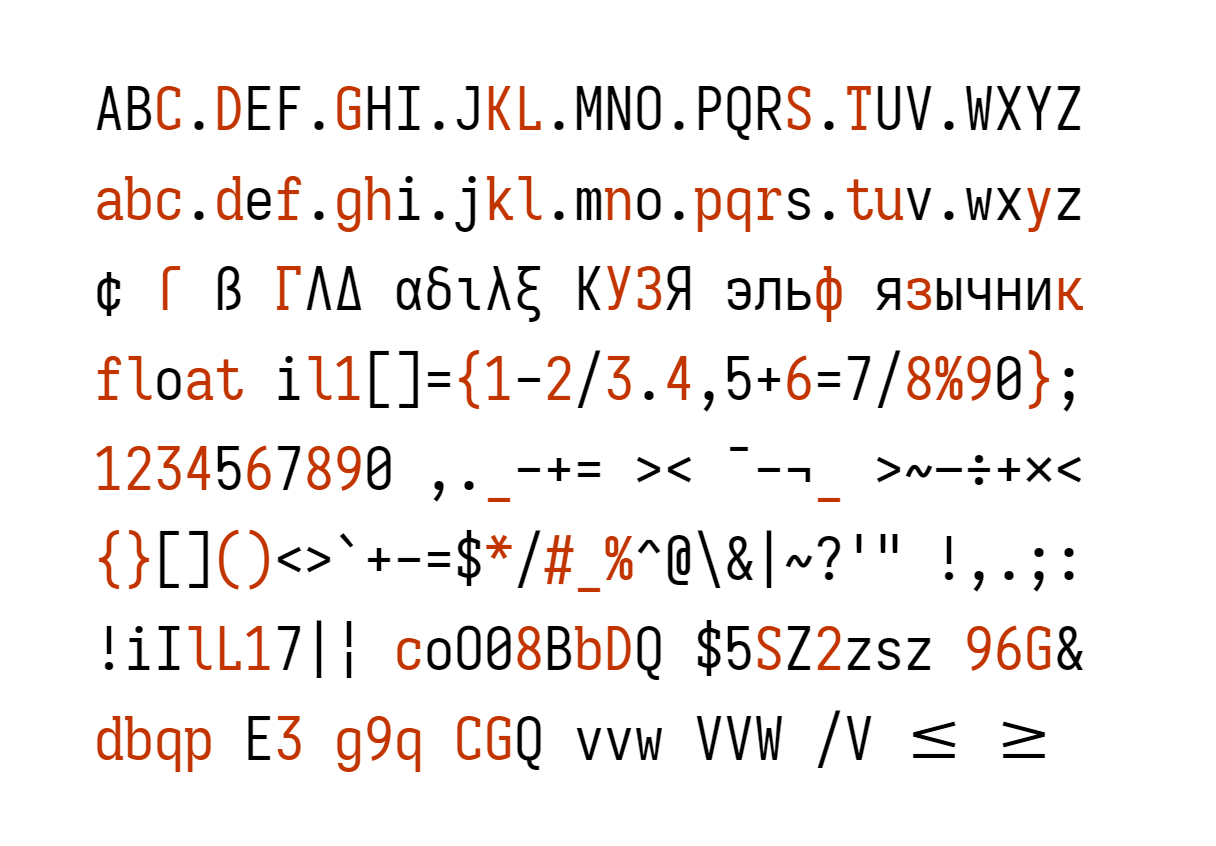 ABC.DEF.GHI.JKL.MNO.PQRS.TUV.WXYZ
abc.def.ghi.jkl.mno.pqrs.tuv.wxyz
¢ ſ ß ΓΛΔ αδιλξ КУЗЯ эльф язычник
float il1[]={1-2/3.4,5+6=7/8%90};
1234567890 ,._-+= >< ¯-¬_ >~–÷+×<
{}[]()<>`+-=$*/#_%^@\&|~?'" !,.;:
!iIlL17|¦ coO08BbDQ $5SZ2zsz 96G&
dbqp E3 g9q CGQ vvw VVW /V ≤ ≥